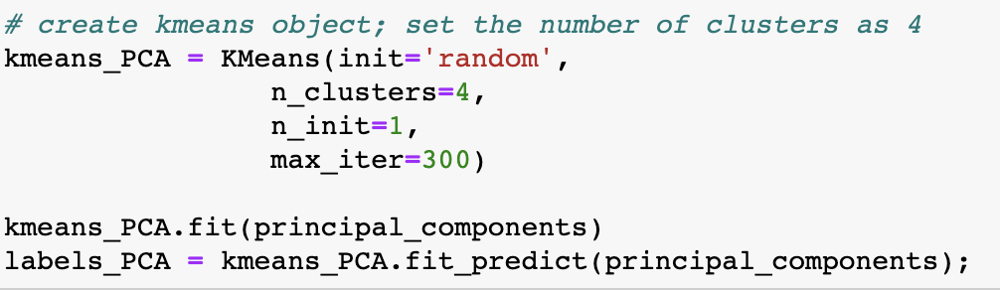 # create kmeans object; set the number of clusters as 4
kmeans_PCA = KMeans(init='random',
                n_clusters=4,
                n_init=1,
                max_iter=300)

kmeans_PCA.fit(principal_components)
labels_PCA = kmeans_PCA.fit_predict(principal_components);